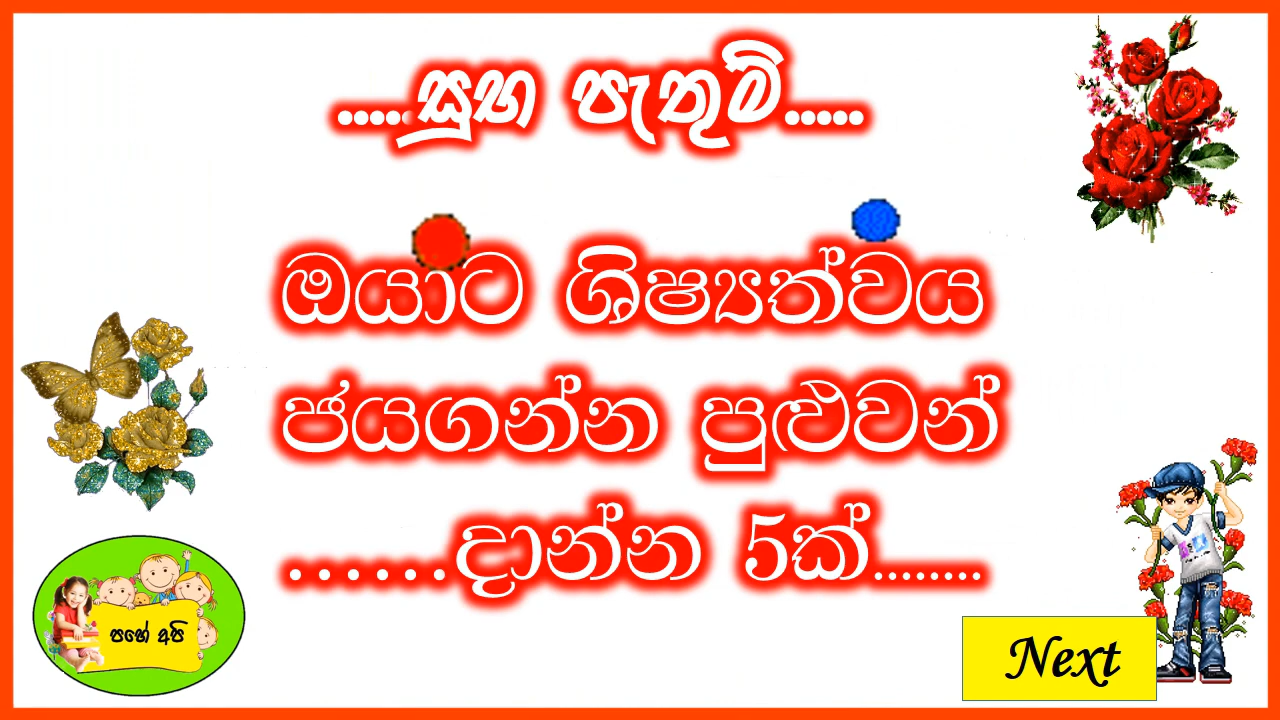 .....සුභ පැතුම්.....
ඔයාට ශිෂ්‍යත්වය
ජයගන්න පුළුවන්
......දාන්න 5ක්........
පහේ අපි
Next